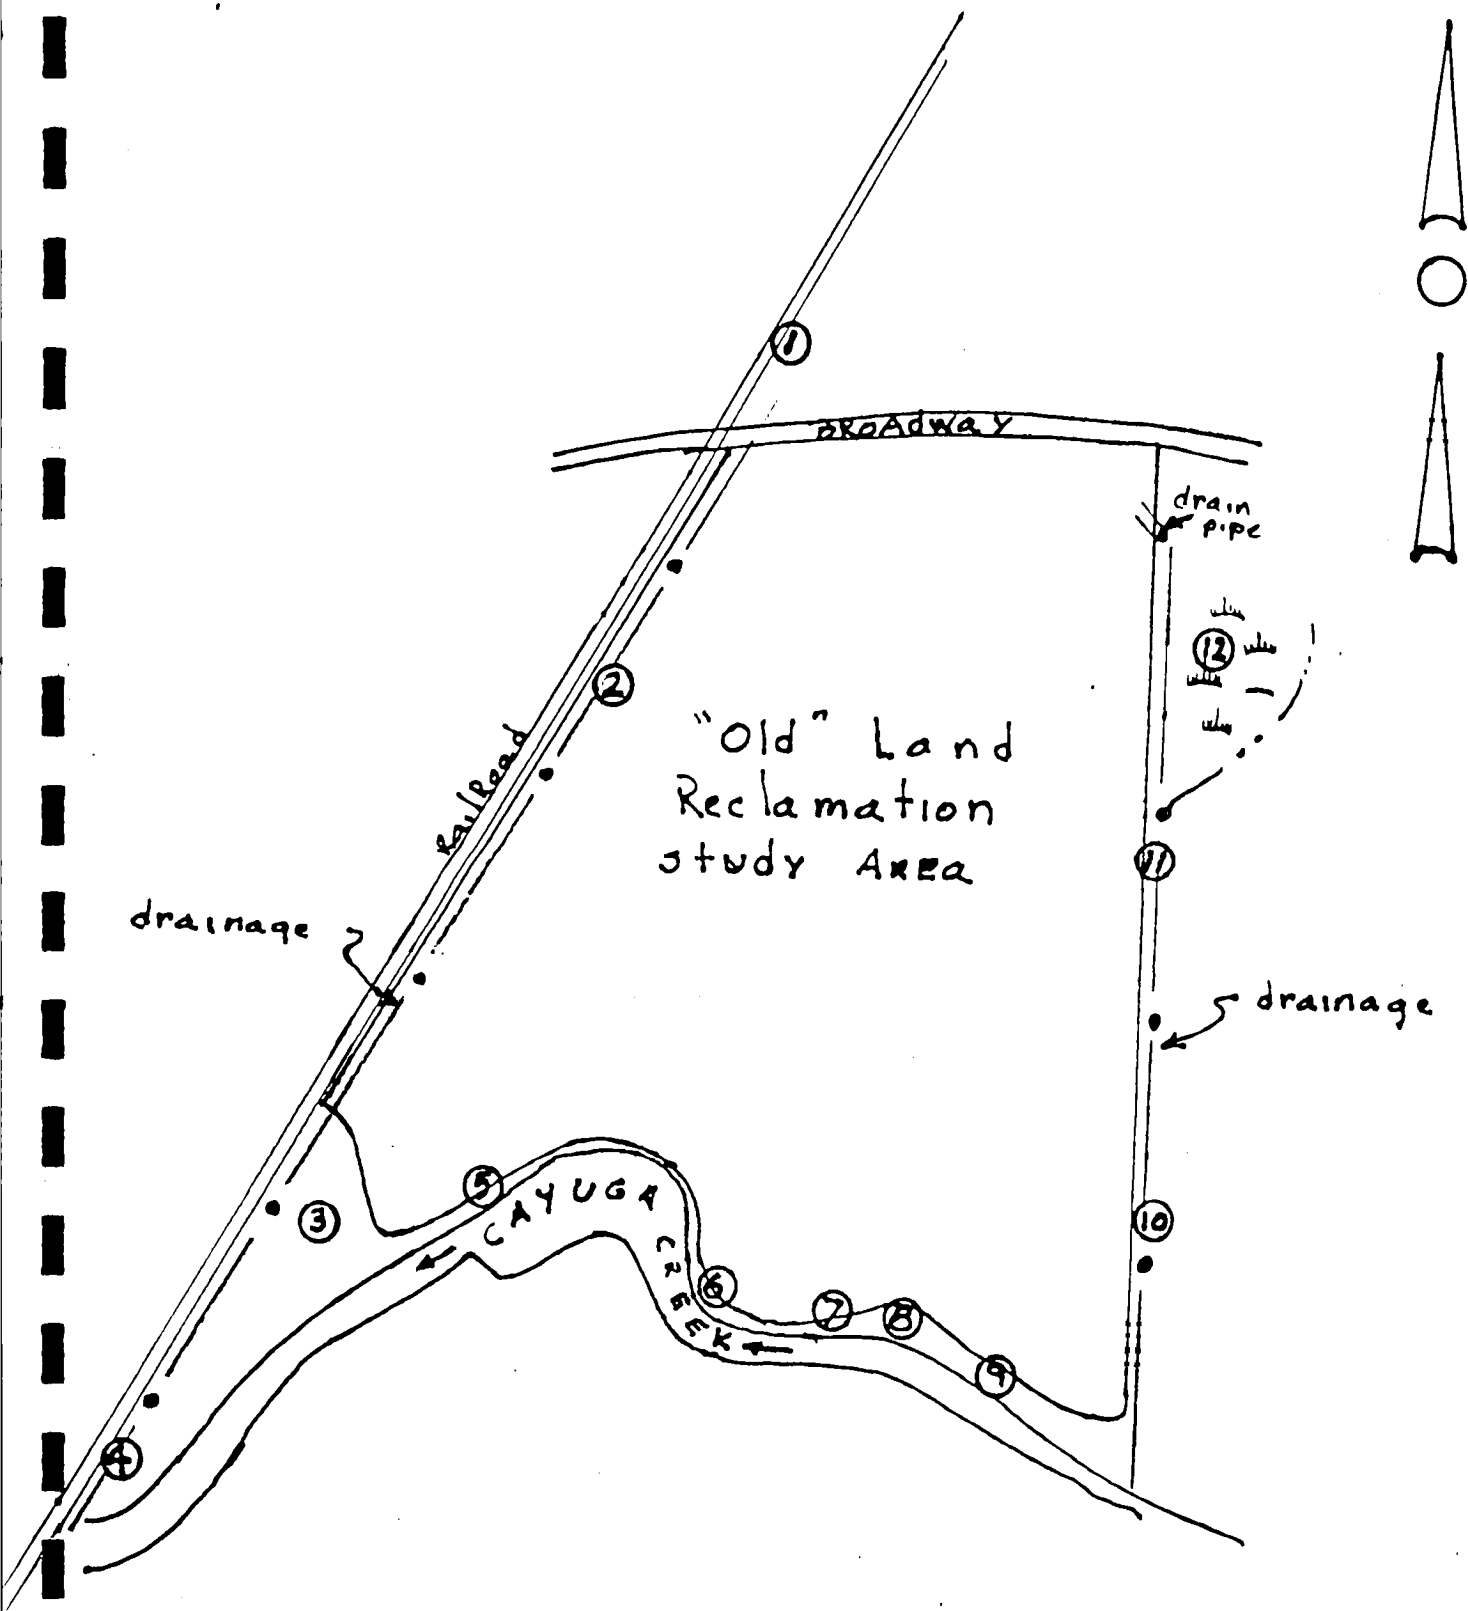 1
BROAdWaY
drain
pipe
12
2
"Old" Land
Reclamation
study AREa
RailRoad
11
drainage
drainage
5
CAYUGA
CREEK
3
10
6
7
8
9
4